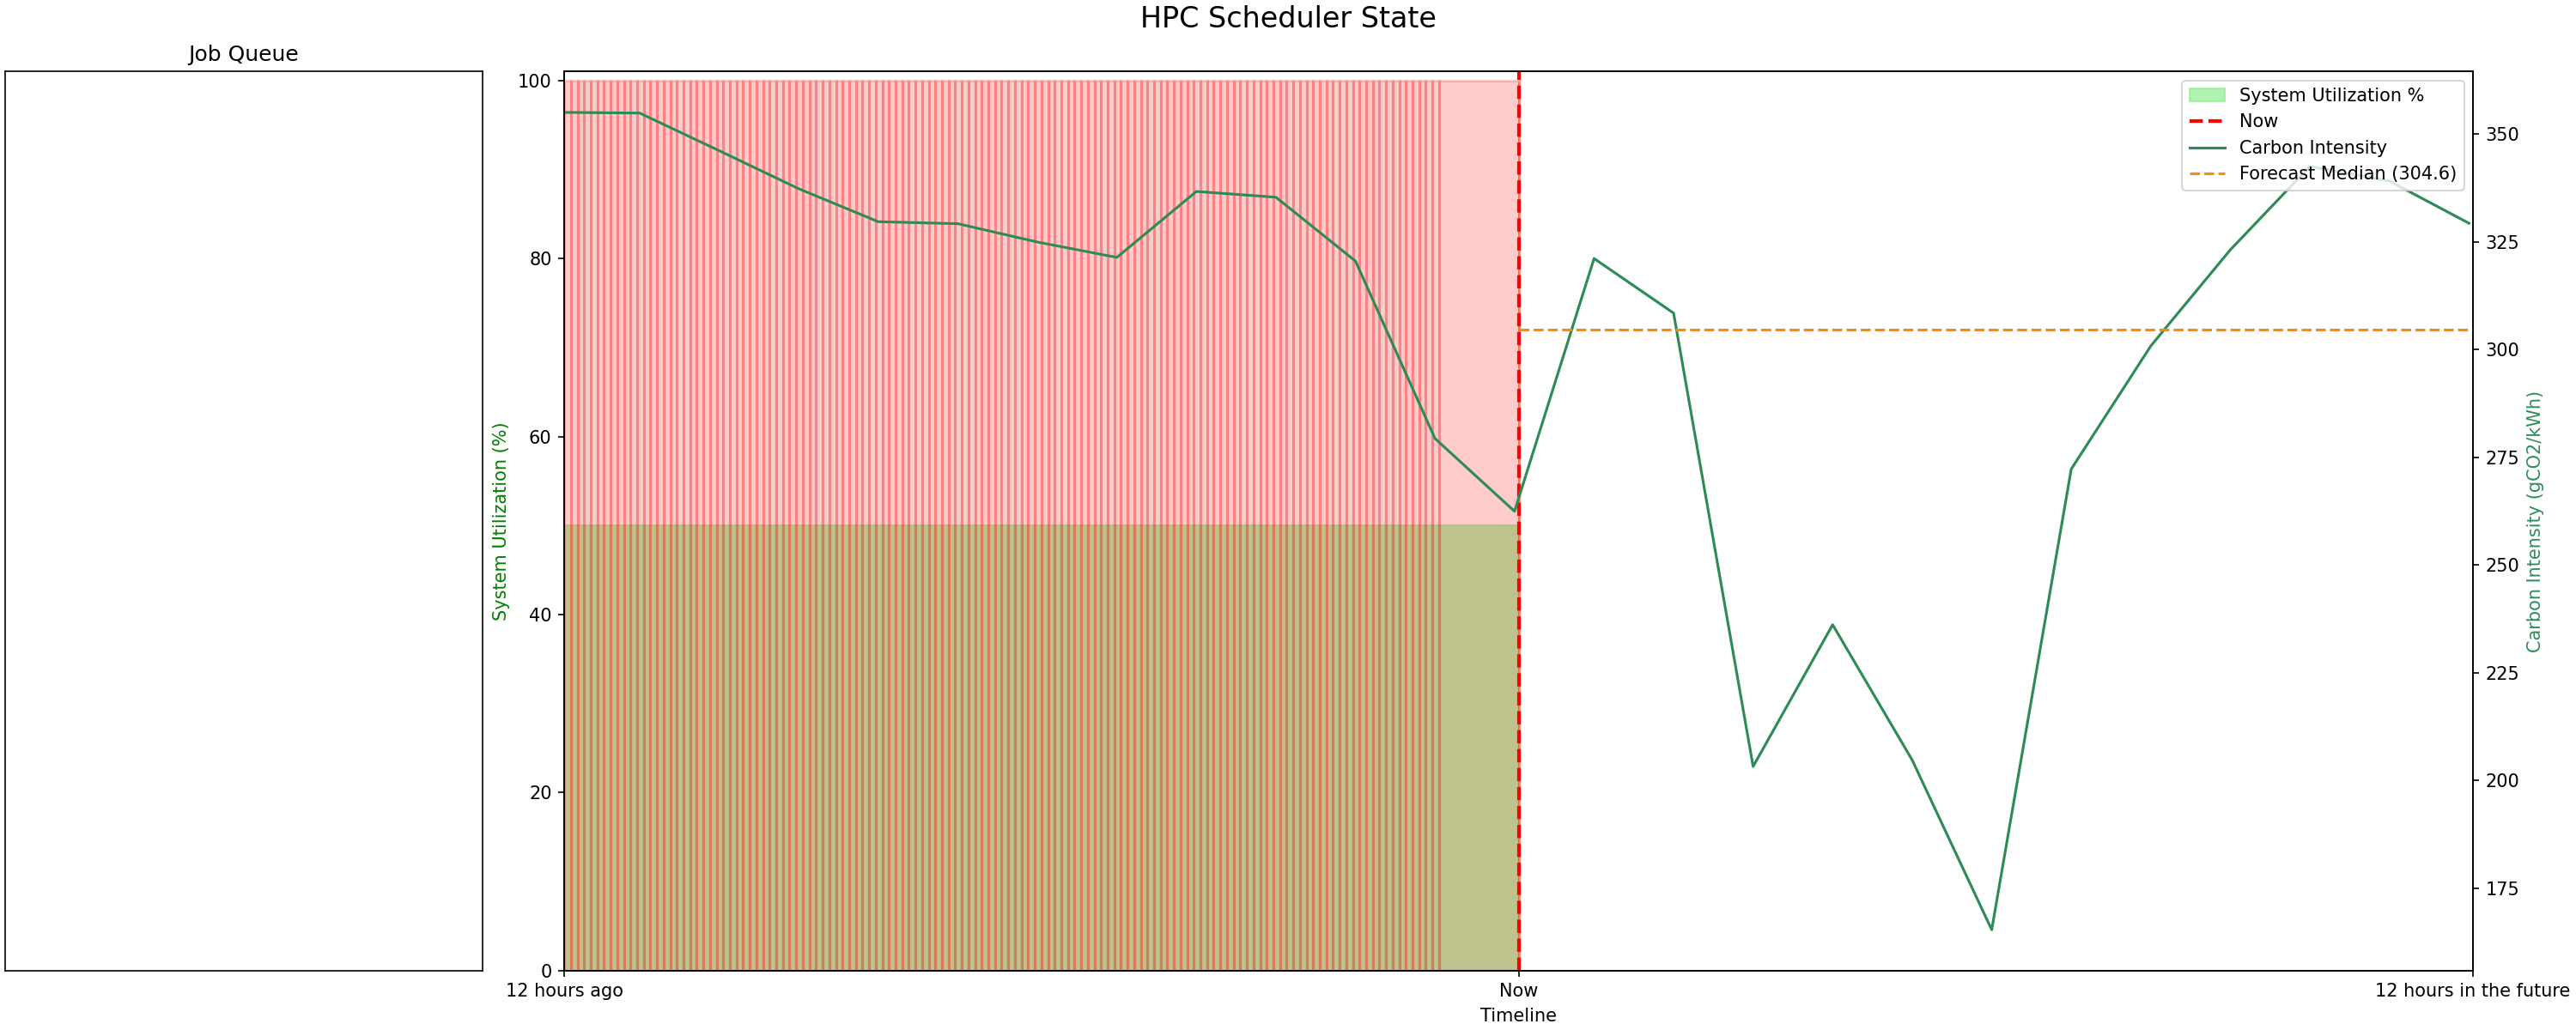 HPC Scheduler State
Job Queue
System Utilization (%)
100
80
60
40
20
0
System Utilization %
Now
Carbon Intensity
Forecast Median (304.6)
350
325
300
275
250
225
200
175
Carbon Intensity (gCO2/kWh)
12 hours ago
Now
12 hours in the future
Timeline